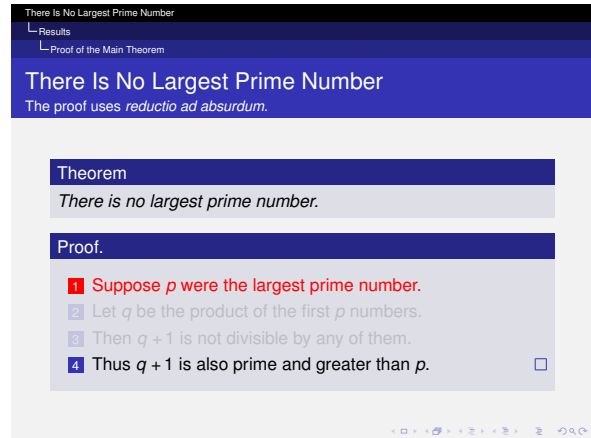 There Is No Largest Prime Number
Results
Proof of the Main Theorem
There Is No Largest Prime Number
The proof uses reductio ad absurdum.
Theorem
There is no largest prime number.
Proof.
1 Suppose p were the largest prime number.
2 Let q be the product of the first p numbers.
3 Then q + 1 is not divisible by any of them.
4 Thus q + 1 is also prime and greater than p.